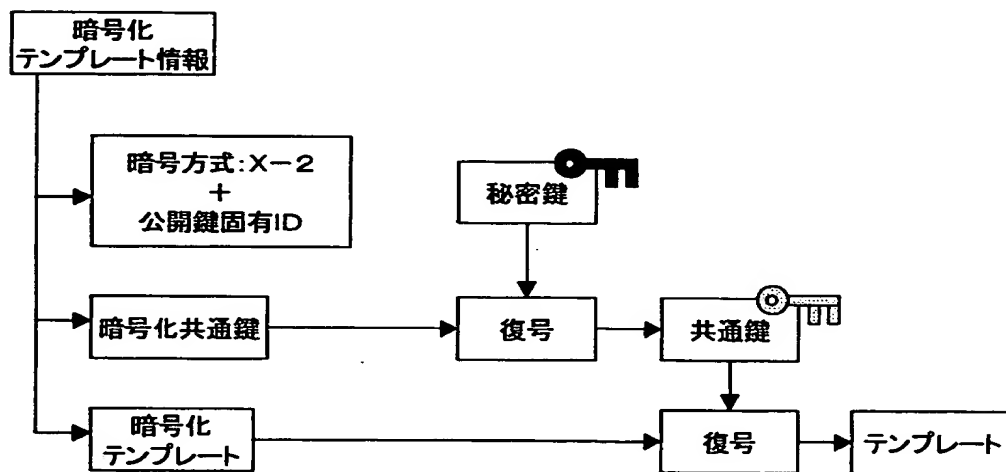 暗号化
テンプレート情報
暗号方式:X−2
+
公開鍵固有ID
秘密鍵
暗号化共通鍵
復号
共通鍵
暗号化
テンプレート
復号
テンプレート